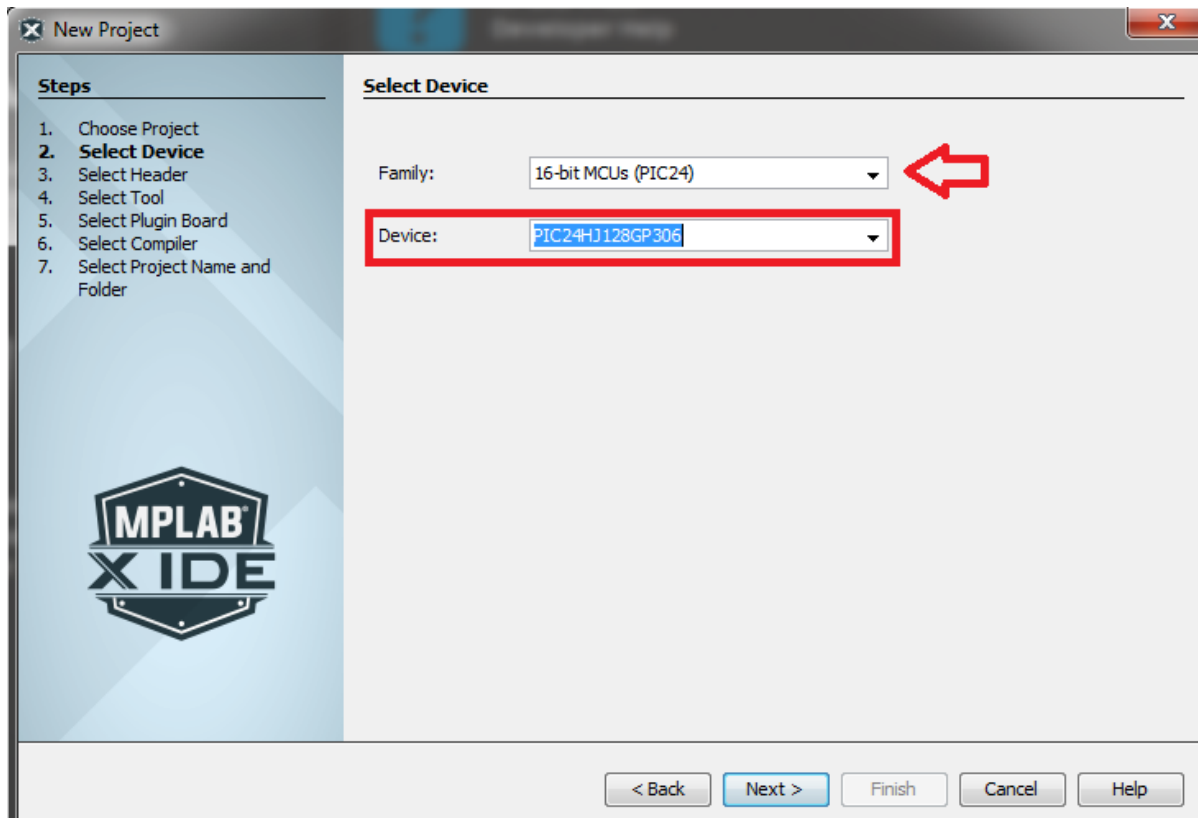 New Project
Developer Help
Steps
1. Choose Project
2. Select Device
3. Select Header
4. Select Tool
5. Select Plugin Board
6. Select Compiler
7. Select Project Name and
Folder
MPLAB®
X IDE
Select Device
Family: 16-bit MCUs (PIC24)
Device: PIC24HJ128GP306
< Back Next > Finish Cancel Help